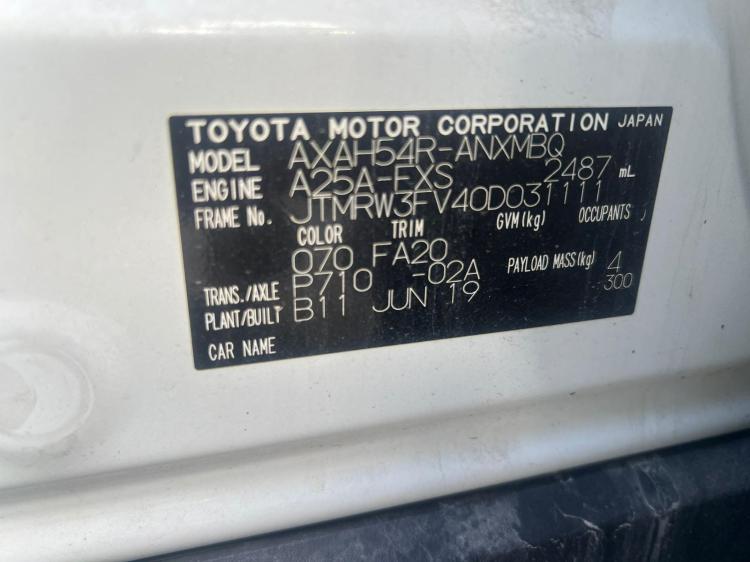 TOYOTA MOTOR CORPORATION JAPAN
MODEL AXAH54R-ANXMBQ
ENGINE A25A-FXS 2487 mL
FRAME No. JTMRW3FV40D031111
COLOR TRIM GVM(kg) OCCUPANTS
070 FA20
TRANS./AXLE P710 -02A PAYLOAD MASS(kg) 4
PLANT/BUILT B11 JUN 19 300
CAR NAME